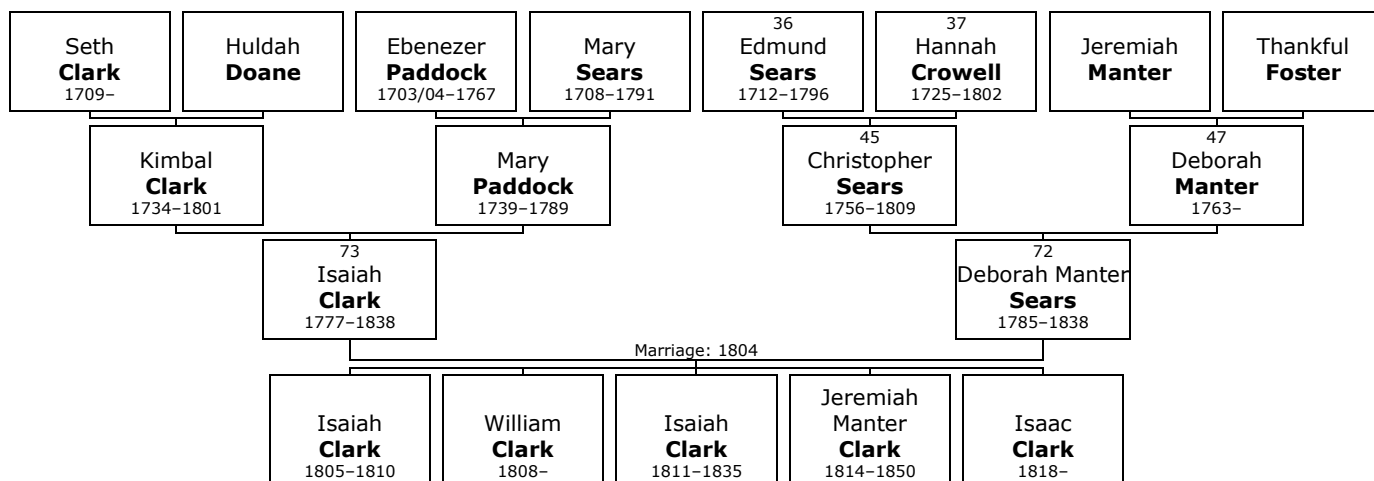 Seth
Clark
1709–
Huldah
Doane
Ebenezer
Paddock
1703/04–1767
Mary
Sears
1708–1791
36
Edmund
Sears
1712–1796
37
Hannah
Crowell
1725–1802
Jeremiah
Manter
Thankful
Foster
Kimbal
Clark
1734–1801
Mary
Paddock
1739–1789
45
Christopher
Sears
1756–1809
47
Deborah
Manter
1763–
73
Isaiah
Clark
1777–1838
72
Deborah Manter
Sears
1785–1838
Marriage: 1804
Isaiah
Clark
1805–1810
William
Clark
1808–
Isaiah
Clark
1811–1835
Jeremiah
Manter
Clark
1814–1850
Isaac
Clark
1818–